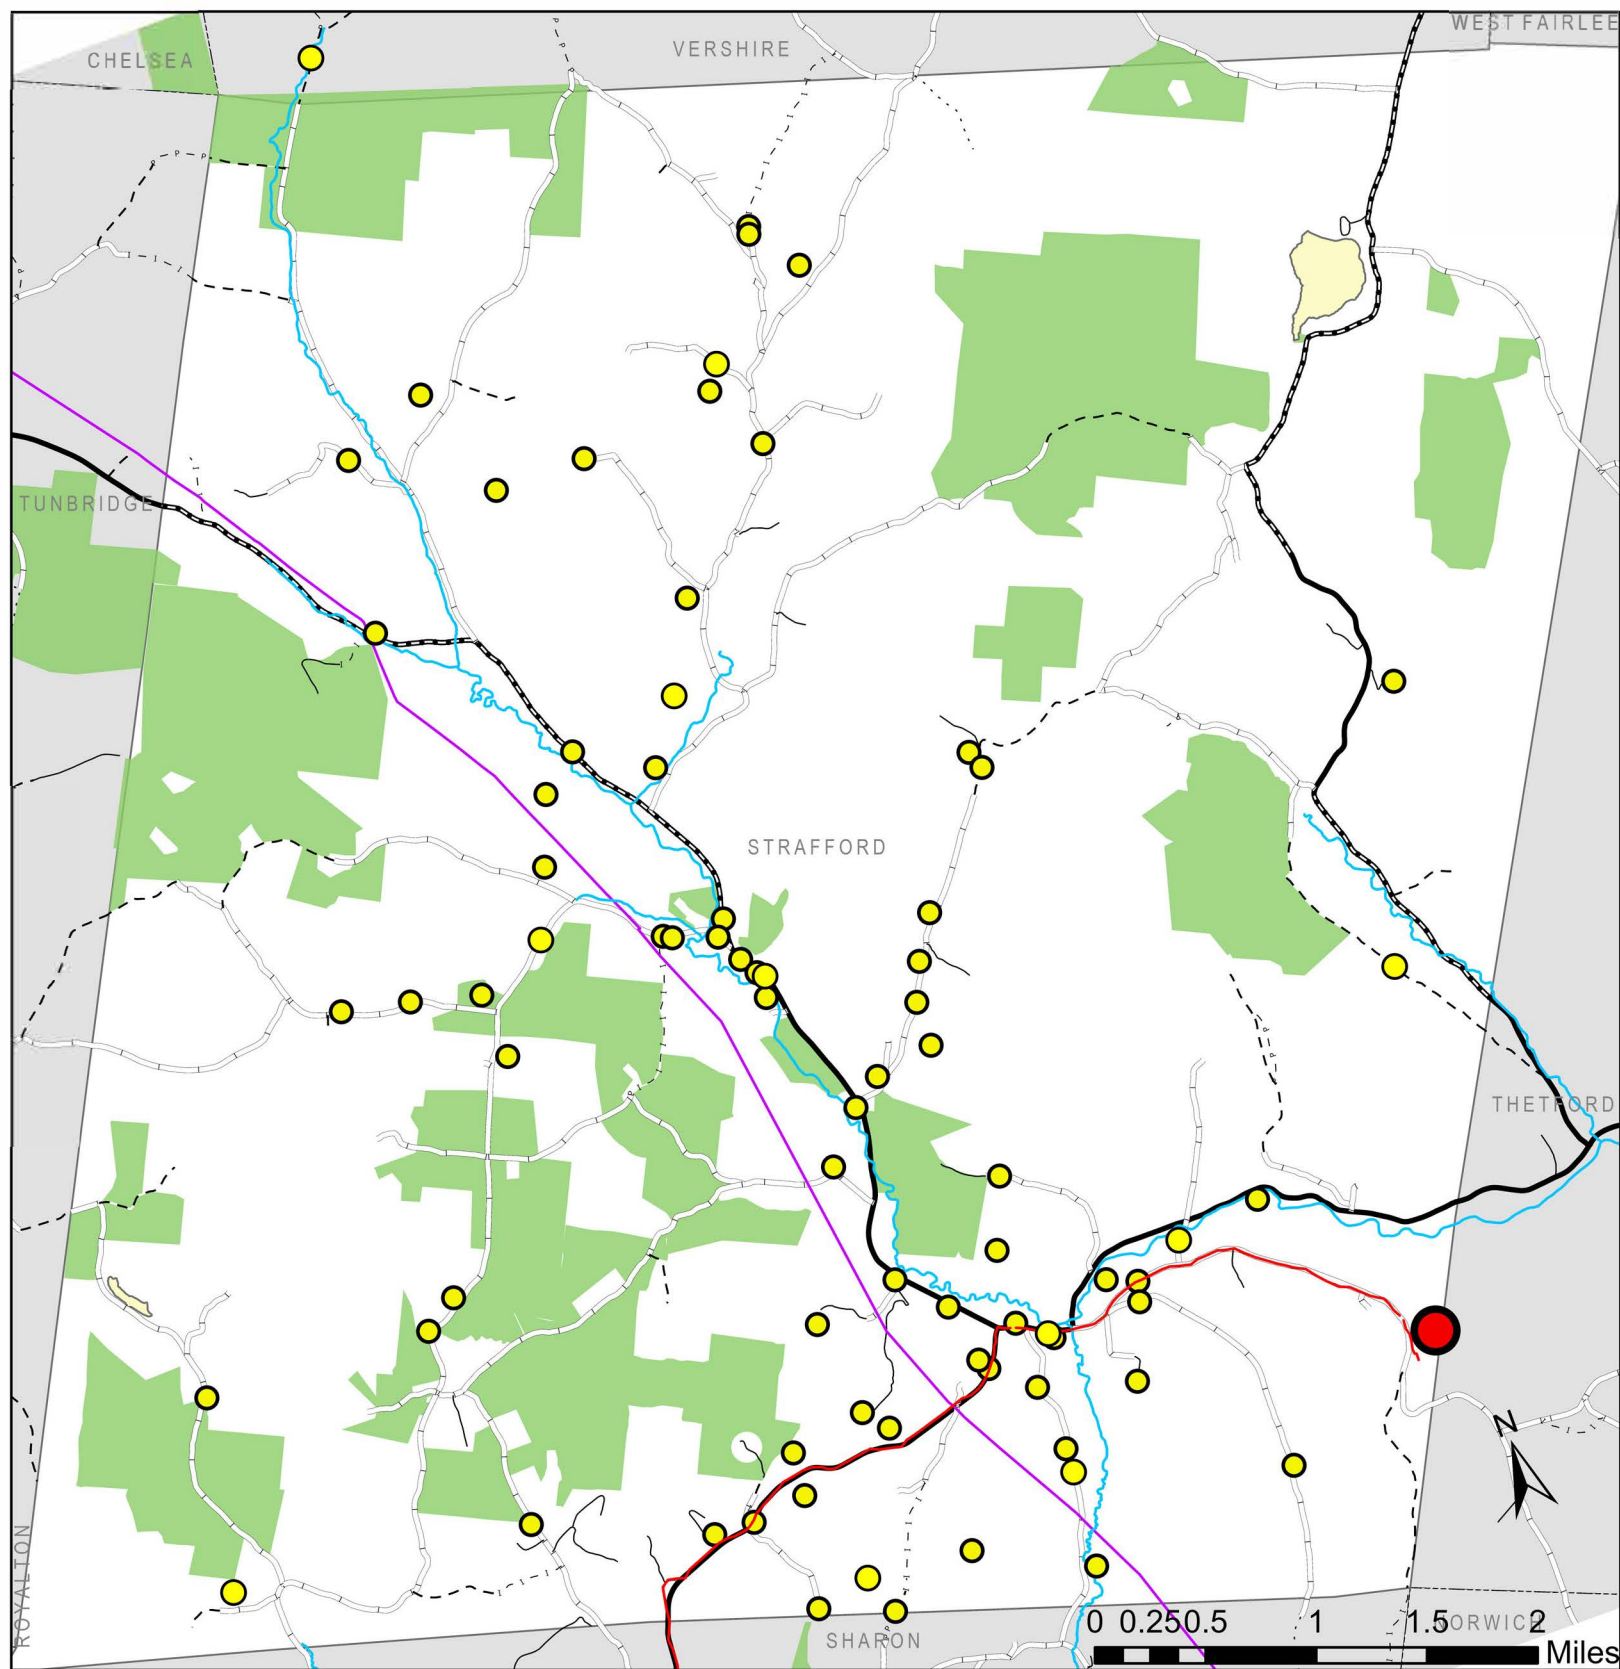 WEST FAIRLEE
VERSHIRE
CHELSEA
TUNBRIDGE
STRAFFORD
THETFORD
N
ROYALTON
0 0.25 0.5 1 1.5 2
NORWICH
SHARON
Miles